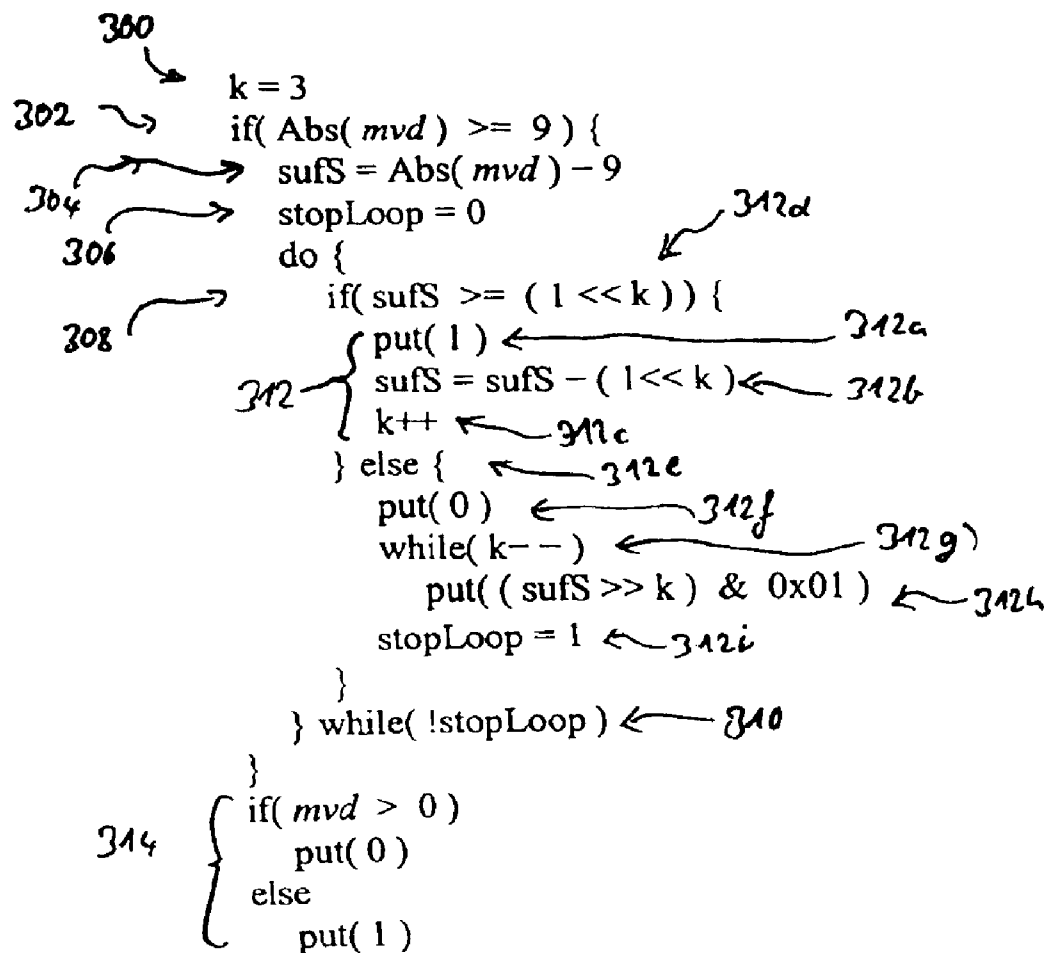 300
k = 3
302 if( Abs( mvd ) >= 9 ) {
304 sufS = Abs( mvd ) – 9
306 stopLoop = 0
do { 312d
308 if( sufS >= ( 1 << k ) ) {
put( 1 ) 312a
312 sufS = sufS – ( 1<< k ) 312b
k++ 312c
} else { 312e
put( 0 ) 312f
while( k– – ) 312g)
put( ( sufS >> k ) & 0x01 ) 312h
stopLoop = 1 312i
}
} while( !stopLoop ) 310
}
314 if( mvd > 0 )
put( 0 )
else
put( 1 )